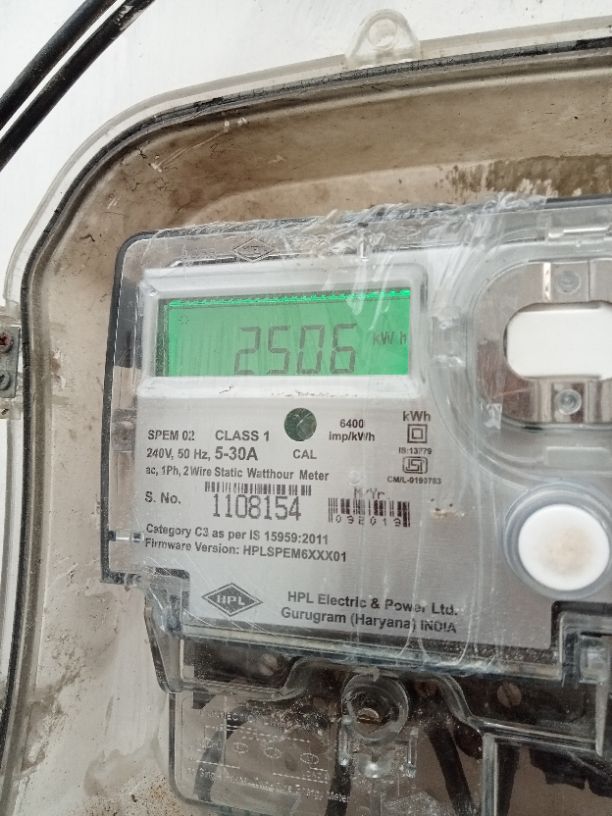 HPL
2506 kWh
SPEM 02 CLASS 1
6400 imp/kWh
kWh
240V, 50 Hz, 5-30A CAL
IS:13779
ac, 1Ph, 2 Wire Static Watthour Meter
S. No. 1108154
M/Yr
092019
Category C3 as per IS 15959:2011
Firmware Version: HPLSPEM6XXX01
HPL
HPL Electric & Power Ltd.
Gurugram (Haryana) INDIA